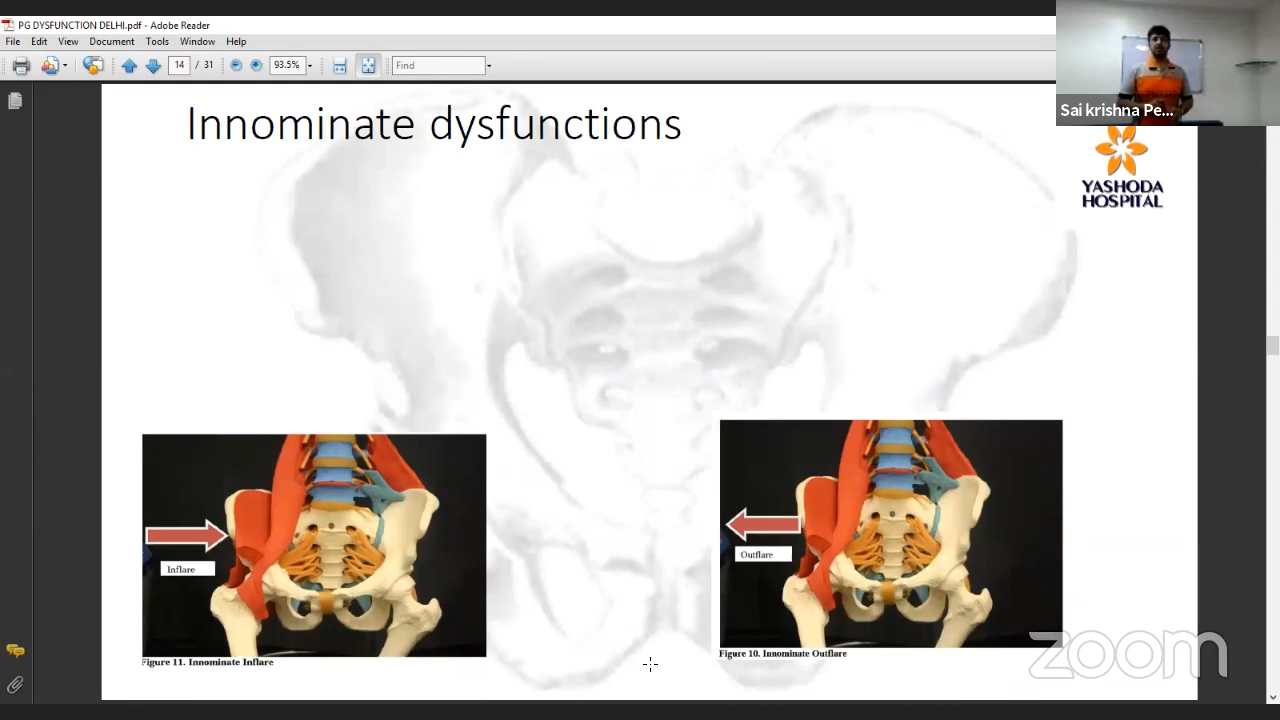 PG DYSFUNCTION DELHI.pdf - Adobe Reader
File Edit View Document Tools Window Help
14 / 31 93.5% Find
Sai krishna Pe...
Innominate dysfunctions
YASHODA
HOSPITAL
Inflare
Outflare
Figure 11. Innominate Inflare
Figure 10. Innominate Outflare
zoom